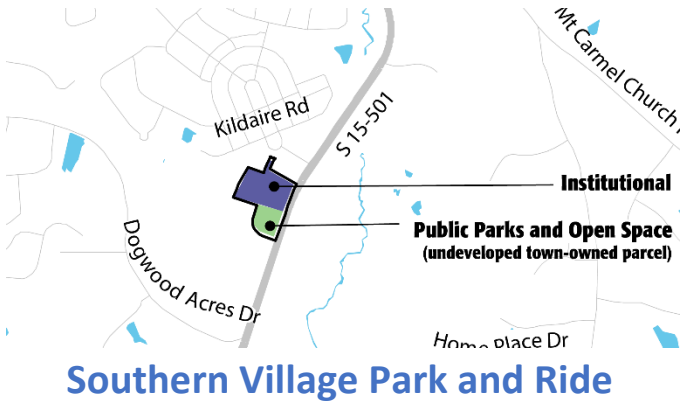 Mt Carmel Church
Kildaire Rd
S 15-501
Institutional
Public Parks and Open Space
(undeveloped town-owned parcel)
Dogwood Acres Dr
Home Place Dr
Southern Village Park and Ride